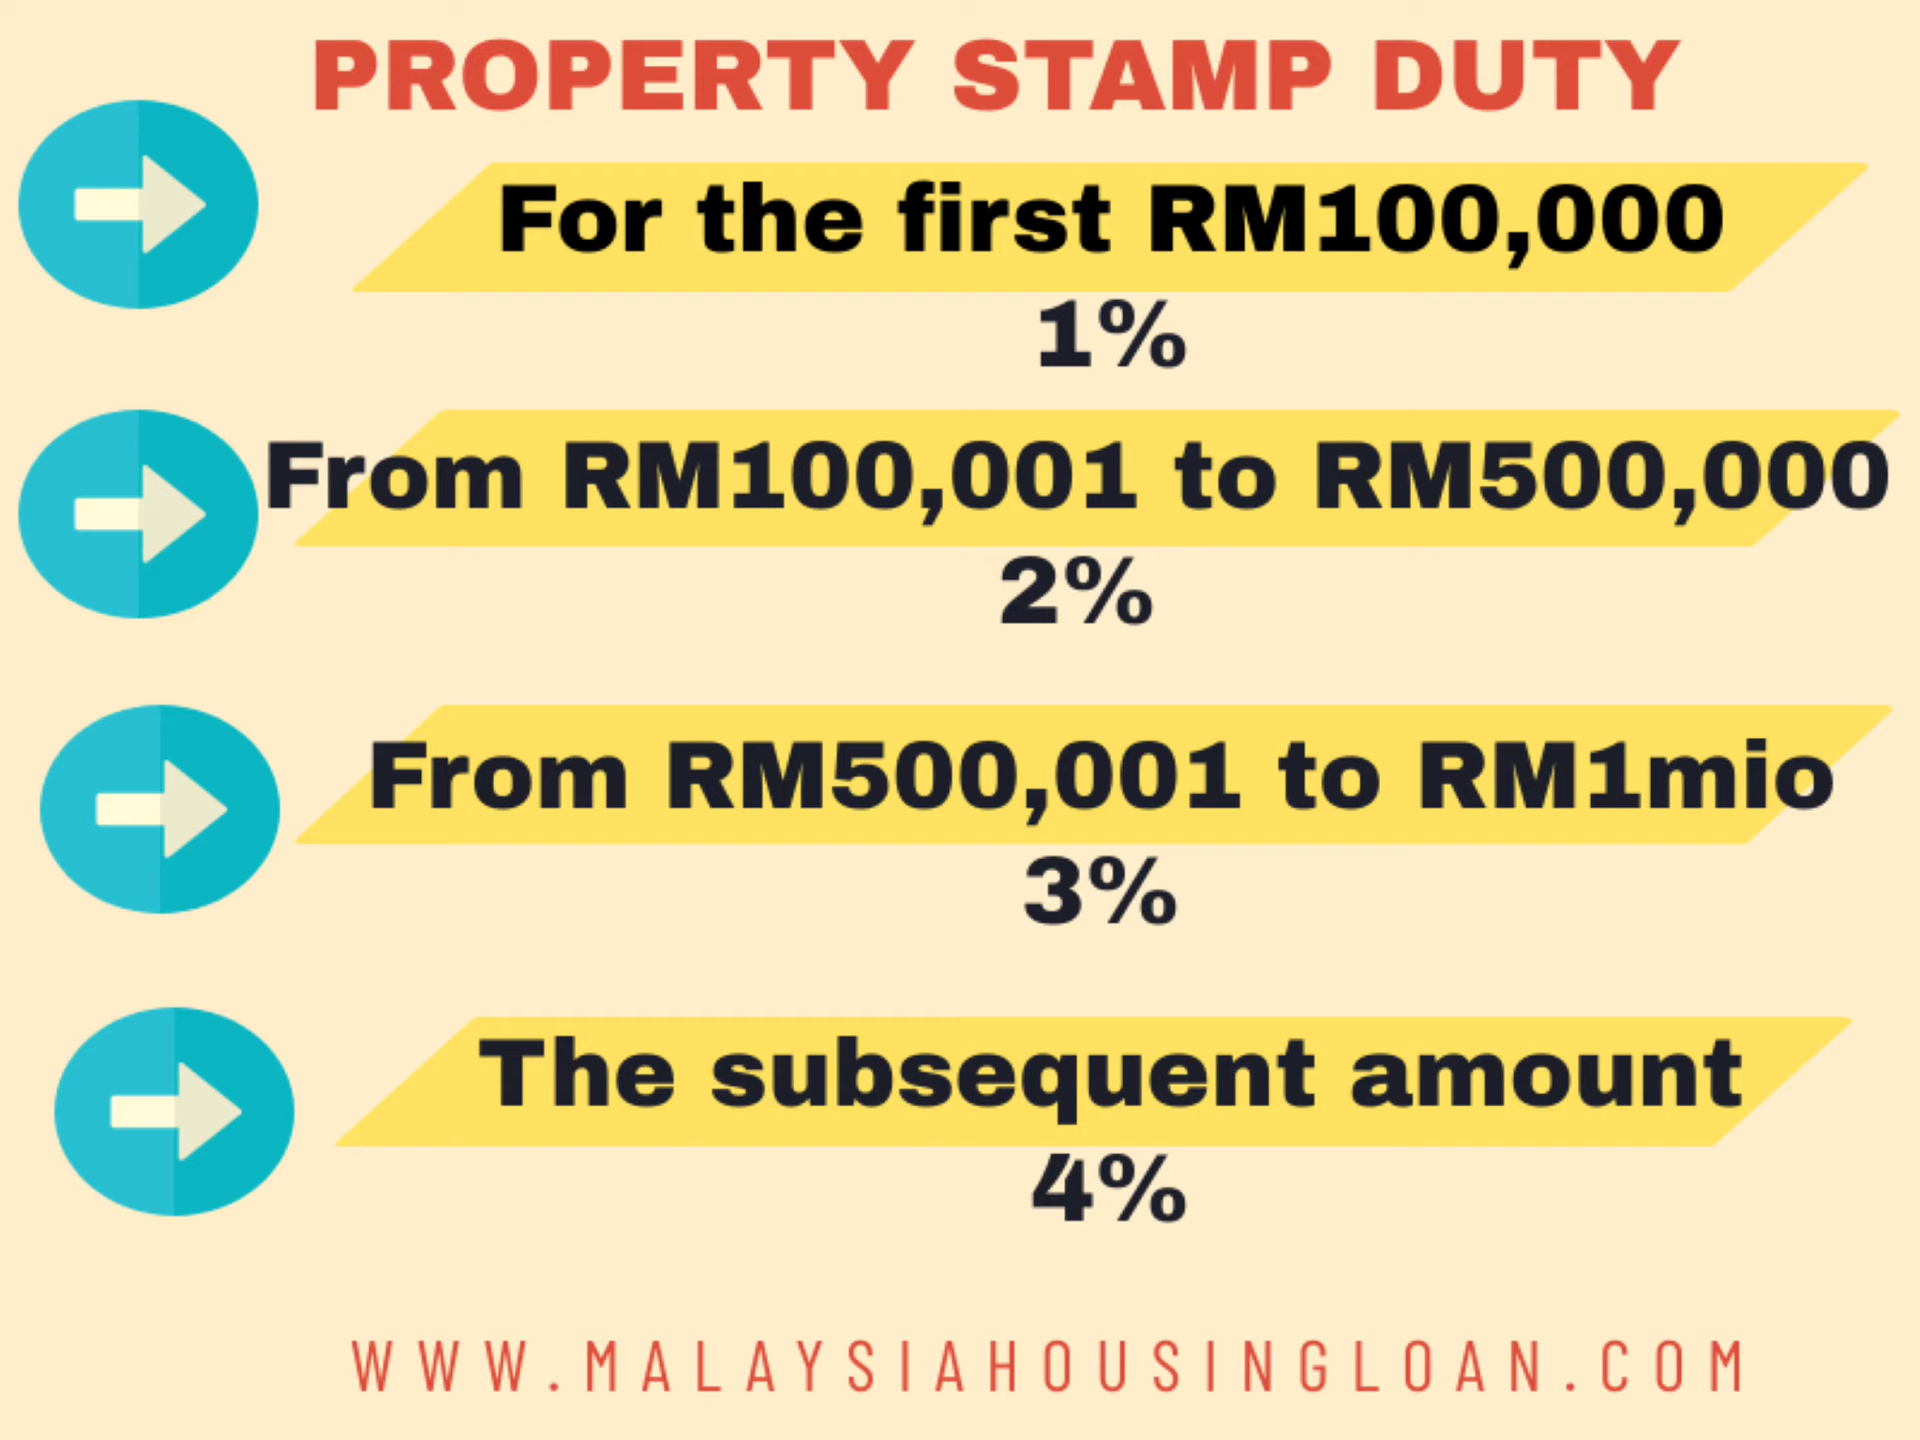 PROPERTY STAMP DUTY
For the first RM100,000
1%
From RM100,001 to RM500,000
2%
From RM500,001 to RM1mio
3%
The subsequent amount
4%
WWW.MALAYSIAHOUSINGLOAN.COM